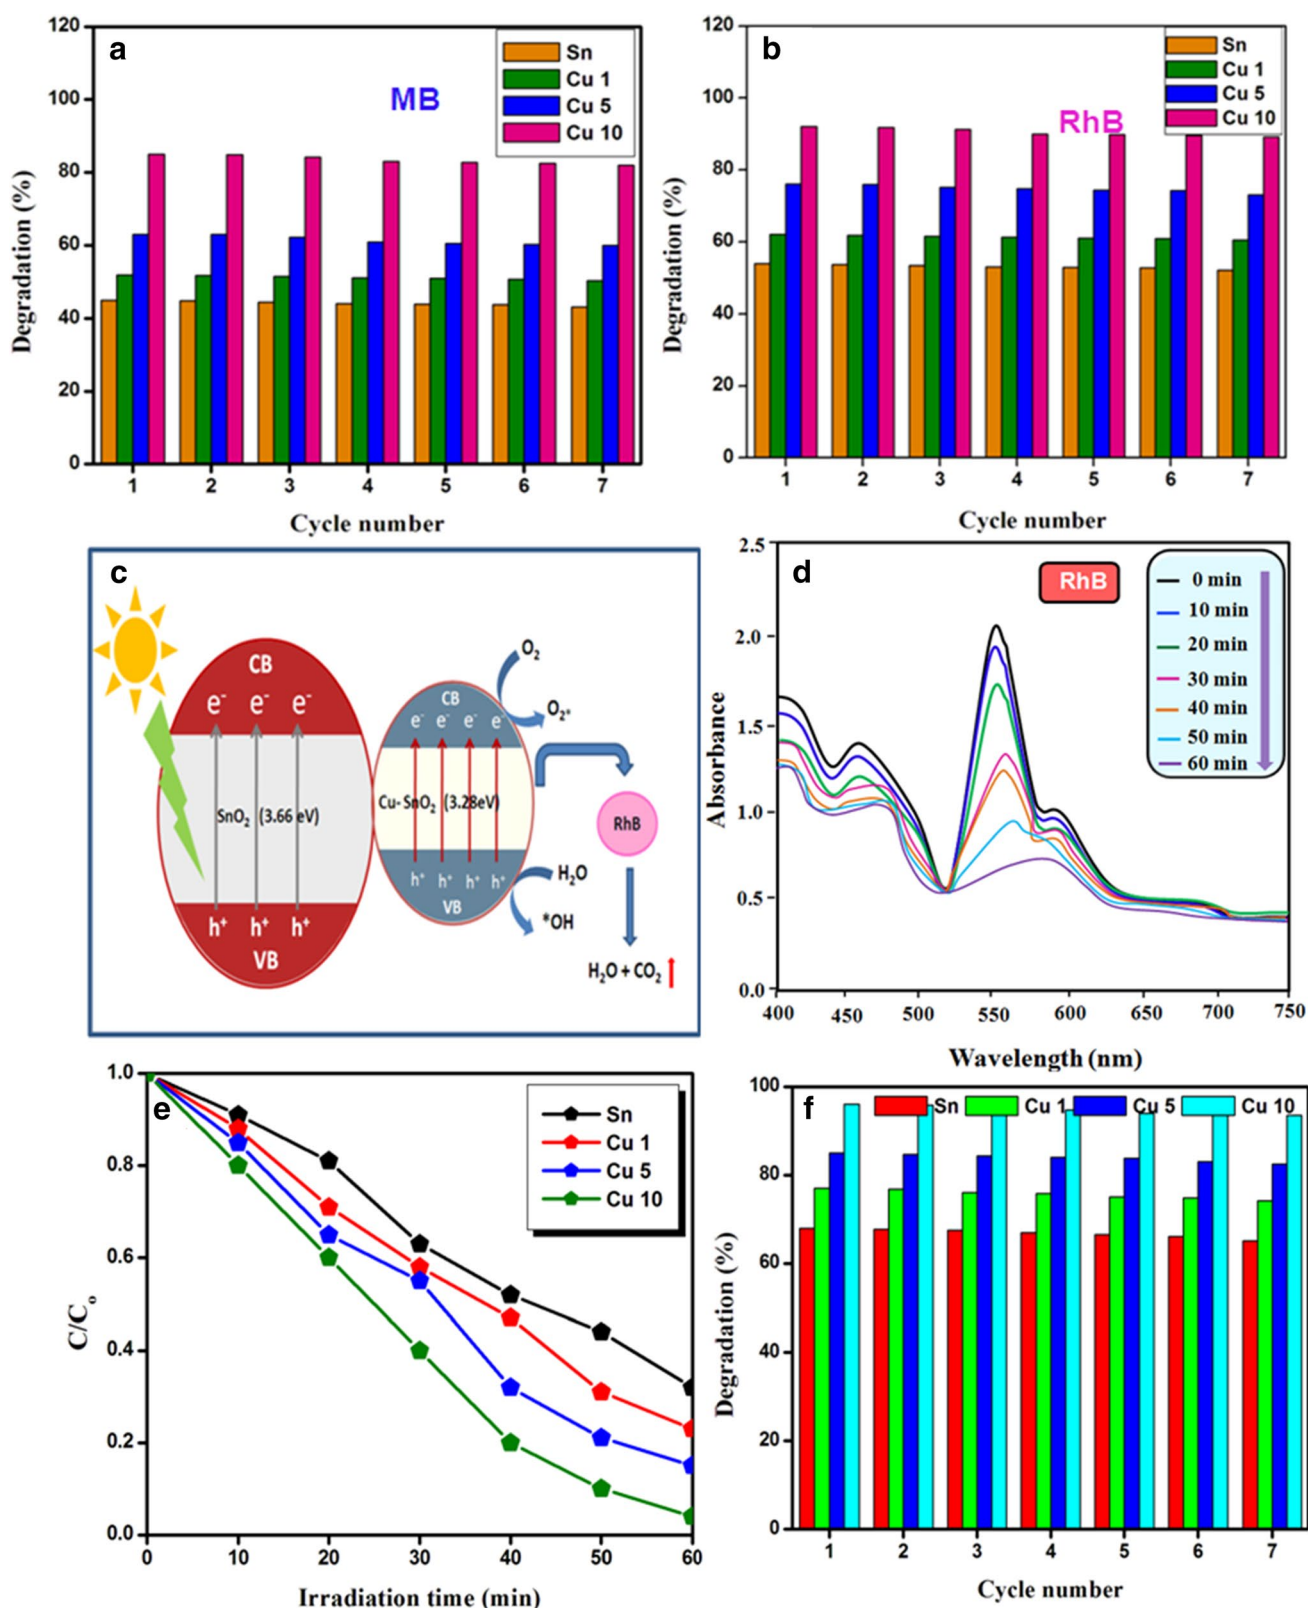 a
MB
Sn
Cu 1
Cu 5
Cu 10
120
100
80
60
40
20
0
Degradation (%)
1 2 3 4 5 6 7
Cycle number
b
RhB
Sn
Cu 1
Cu 5
Cu 10
120
100
80
60
40
20
0
Degradation (%)
1 2 3 4 5 6 7
Cycle number
c
CB
e⁻ e⁻ e⁻
SnO₂ (3.66 eV)
h⁺ h⁺ h⁺
VB
CB
e⁻ e⁻ e⁻ e⁻
Cu- SnO₂ (3.28eV)
h⁺ h⁺ h⁺ h⁺
VB
O₂
O₂*
H₂O
*OH
RhB
H₂O + CO₂
d
RhB
0 min
10 min
20 min
30 min
40 min
50 min
60 min
2.5
2.0
1.5
1.0
0.5
0.0
Absorbance
400 450 500 550 600 650 700 750
Wavelength (nm)
e
Sn
Cu 1
Cu 5
Cu 10
1.0
0.8
0.6
0.4
0.2
0.0
C/Cₒ
0 10 20 30 40 50 60
Irradiation time (min)
f
Sn Cu 1 Cu 5 Cu 10
100
80
60
40
20
0
Degradation (%)
1 2 3 4 5 6 7
Cycle number